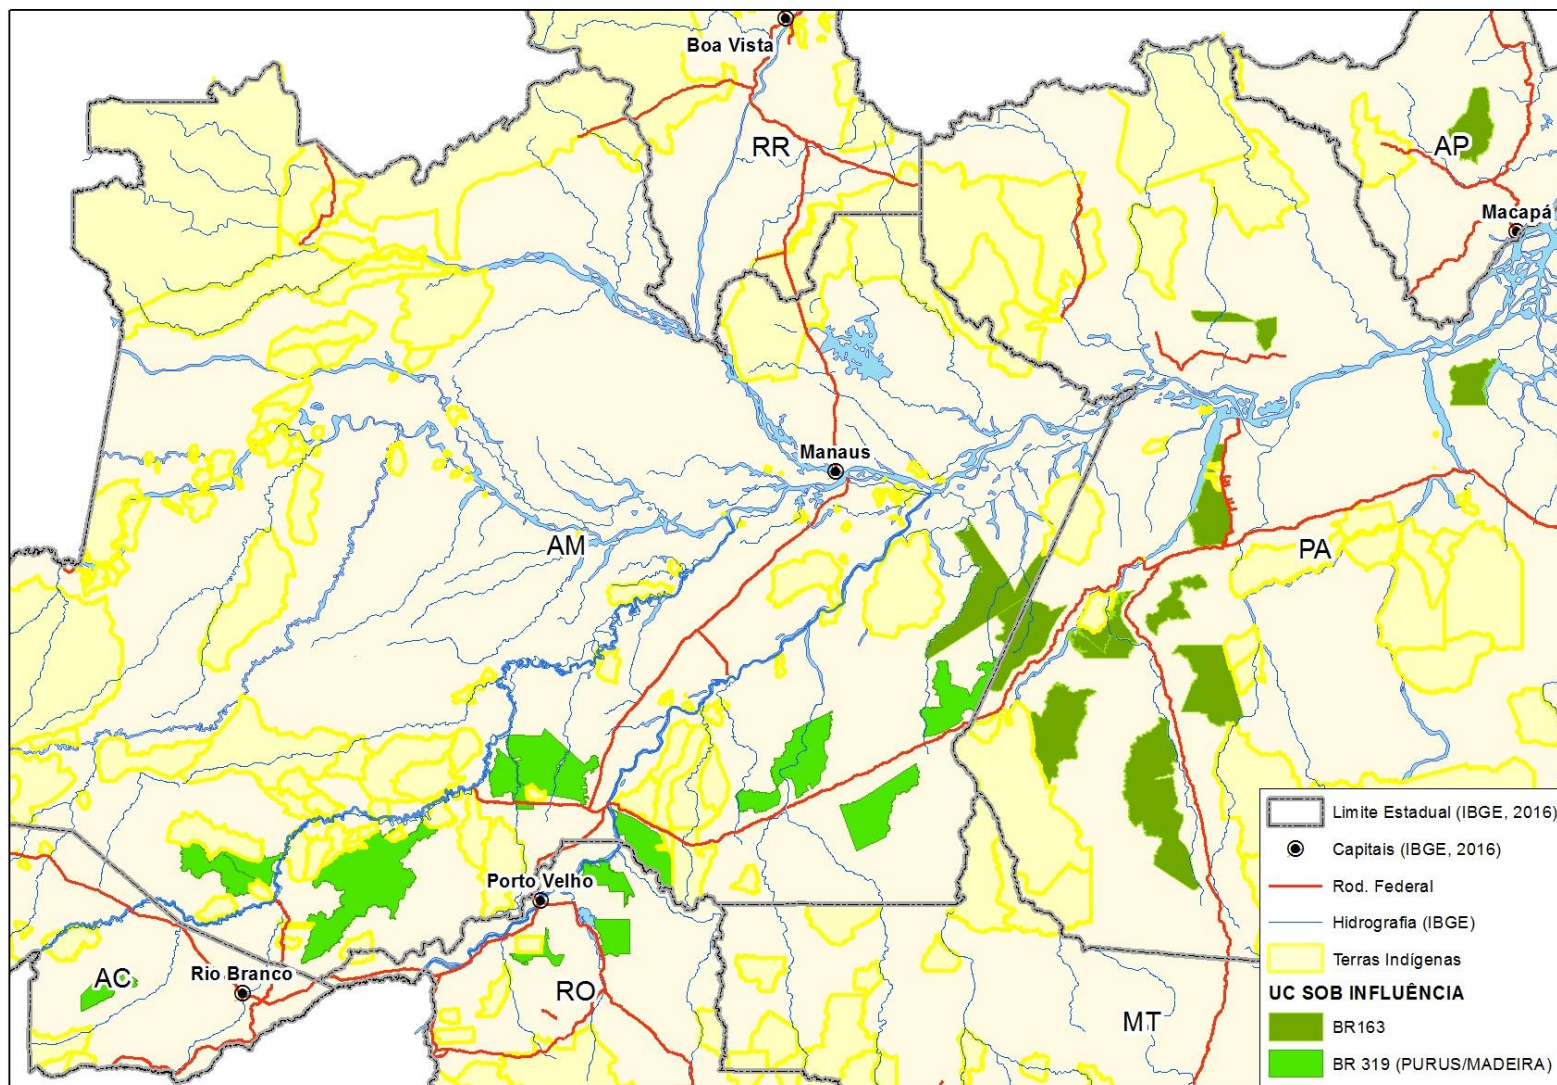 Boa Vista
RR
AP
Macapá
Manaus
AM
PA
Porto Velho
AC
Rio Branco
RO
MT
Limite Estadual (IBGE, 2016)
Capitais (IBGE, 2016)
Rod. Federal
Hidrografia (IBGE)
Terras Indígenas
UC SOB INFLUÊNCIA
BR163
BR 319 (PURUS/MADEIRA)